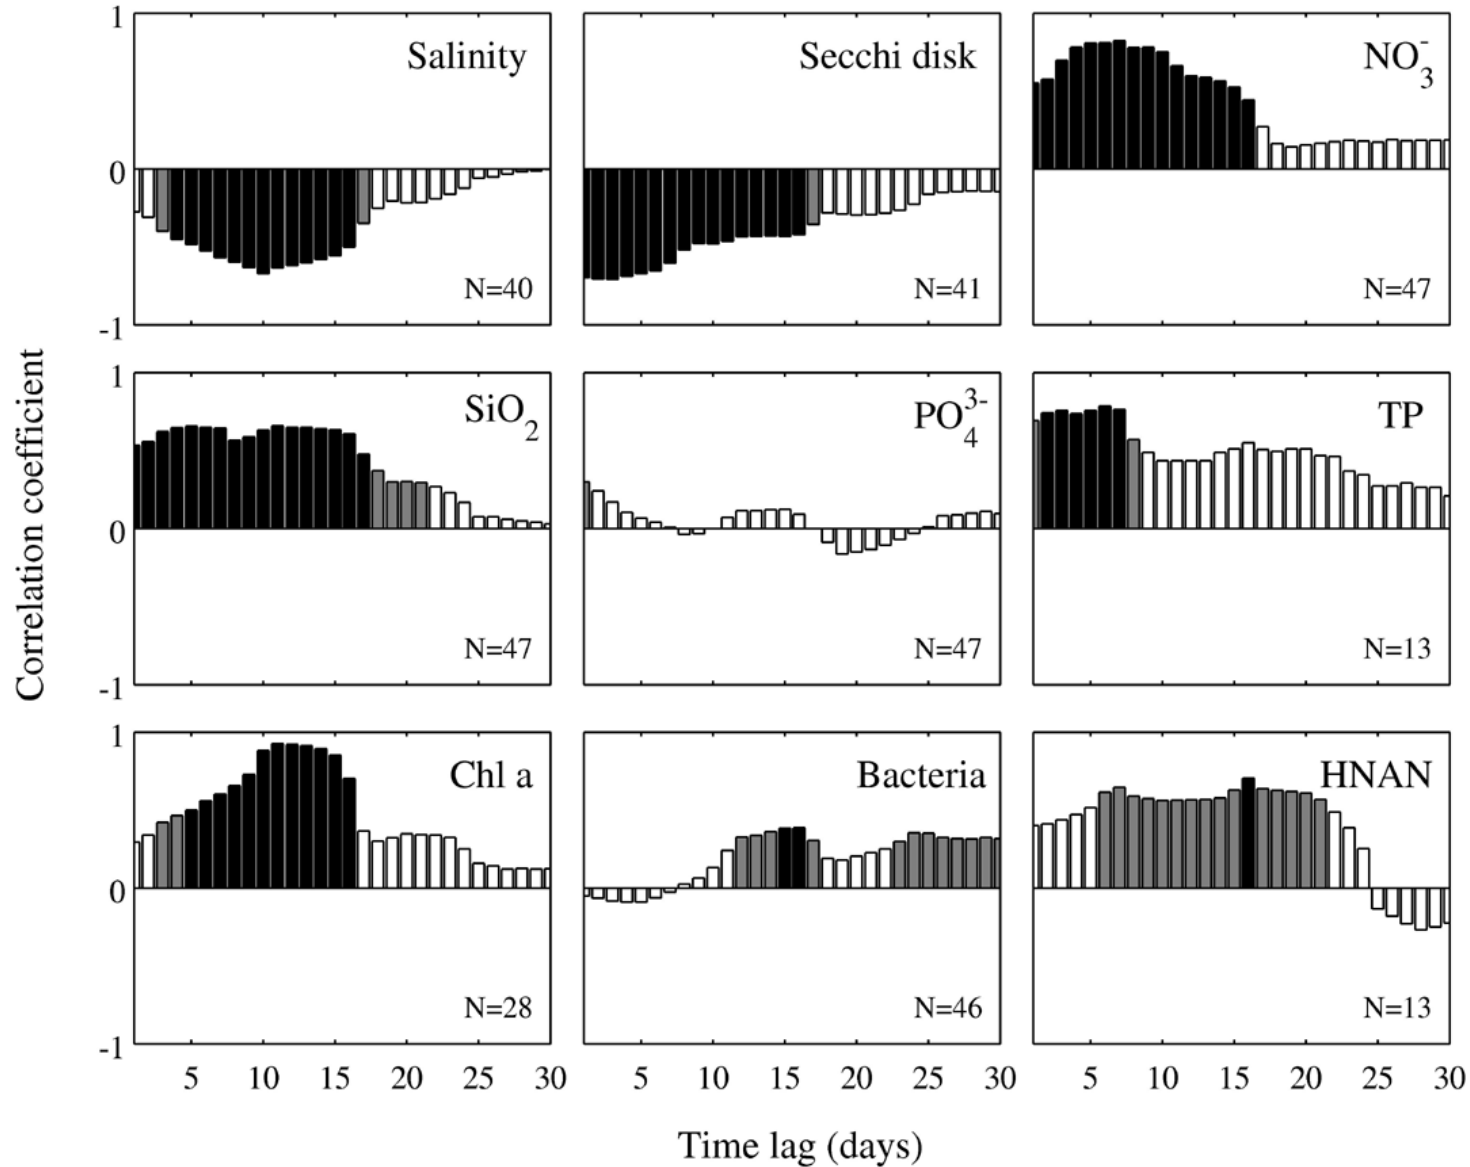 1
Salinity
Secchi disk
NO₃⁻
0
N=40
N=41
N=47
-1
Correlation coefficient
1
SiO₂
PO₄³⁻
TP
0
N=47
N=47
N=13
-1
1
Chl a
Bacteria
HNAN
0
N=28
N=46
N=13
-1
5 10 15 20 25 30 5 10 15 20 25 30 5 10 15 20 25 30
Time lag (days)